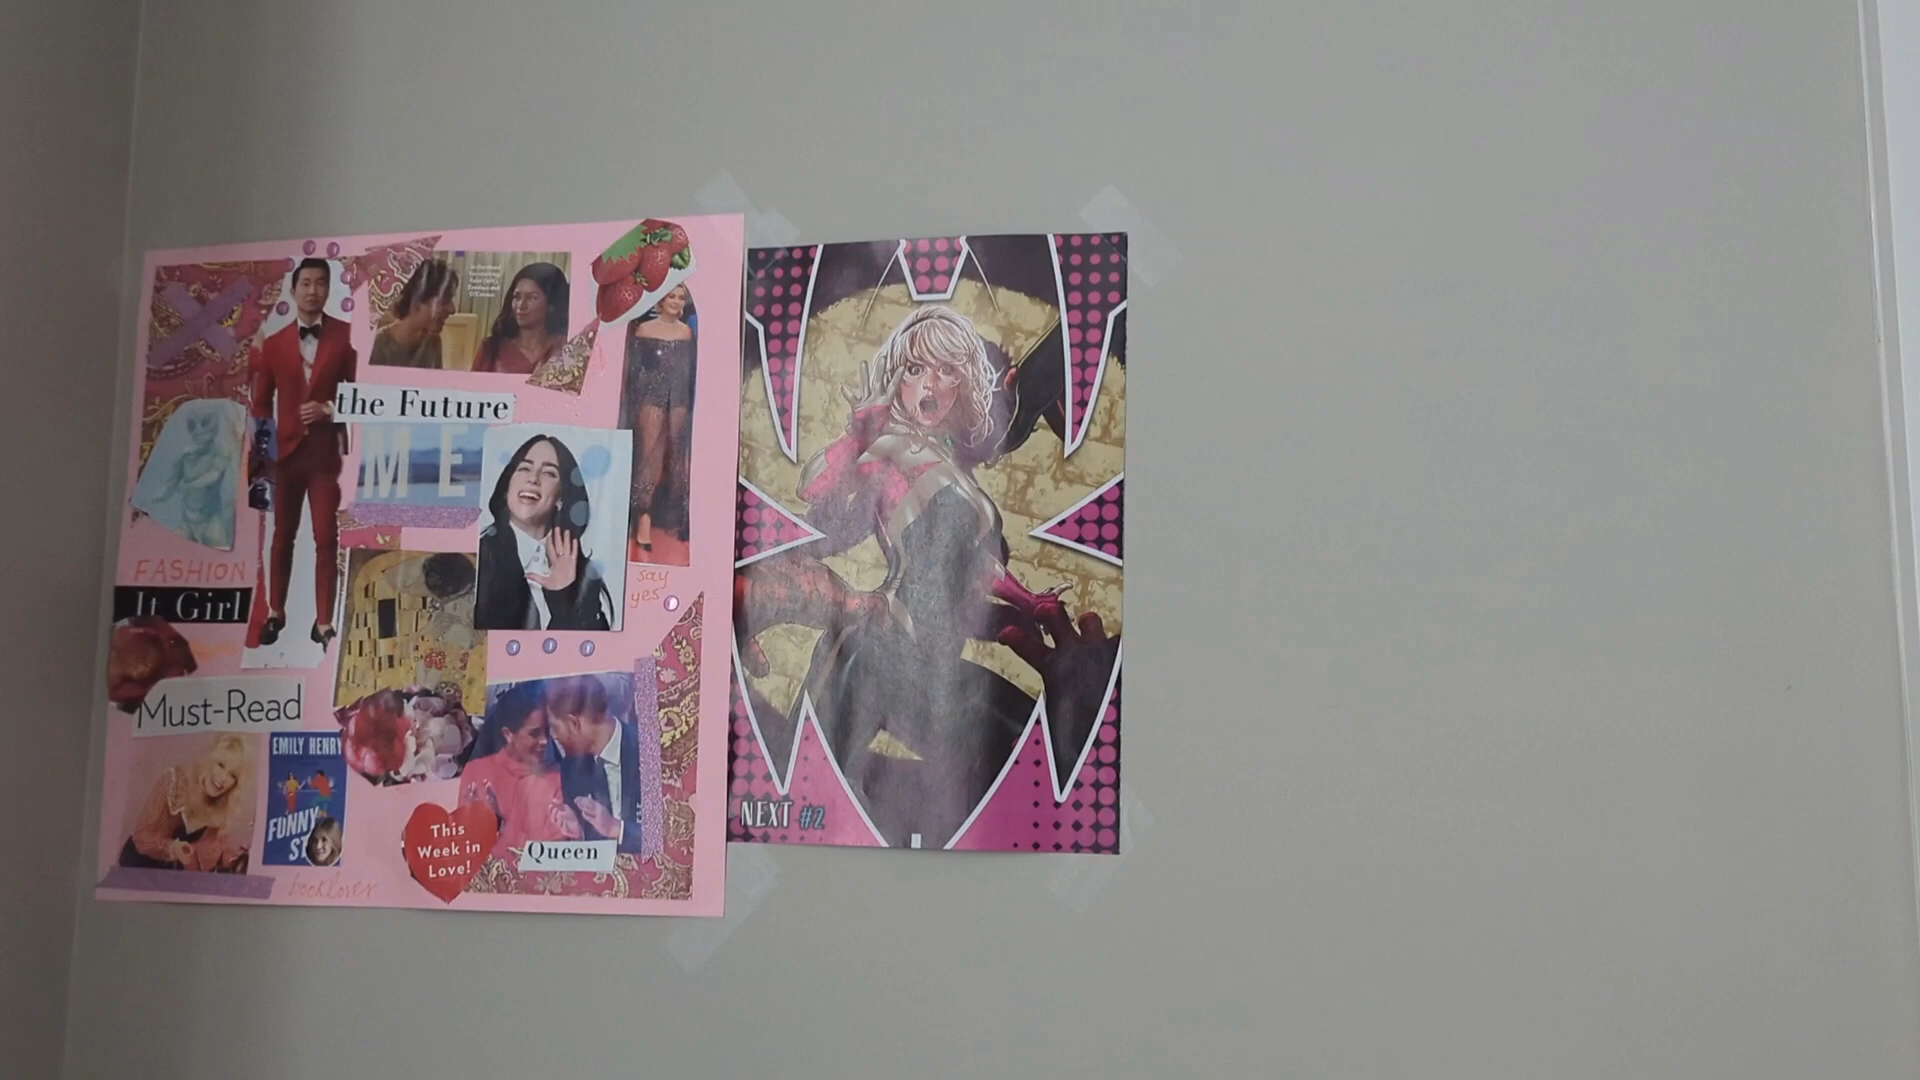 the Future
ME
FASHION
It Girl
say
yes
Must-Read
EMILY HENRY
FUNNY
ST
This
Week in
Love!
Queen
booklover
NEXT #2